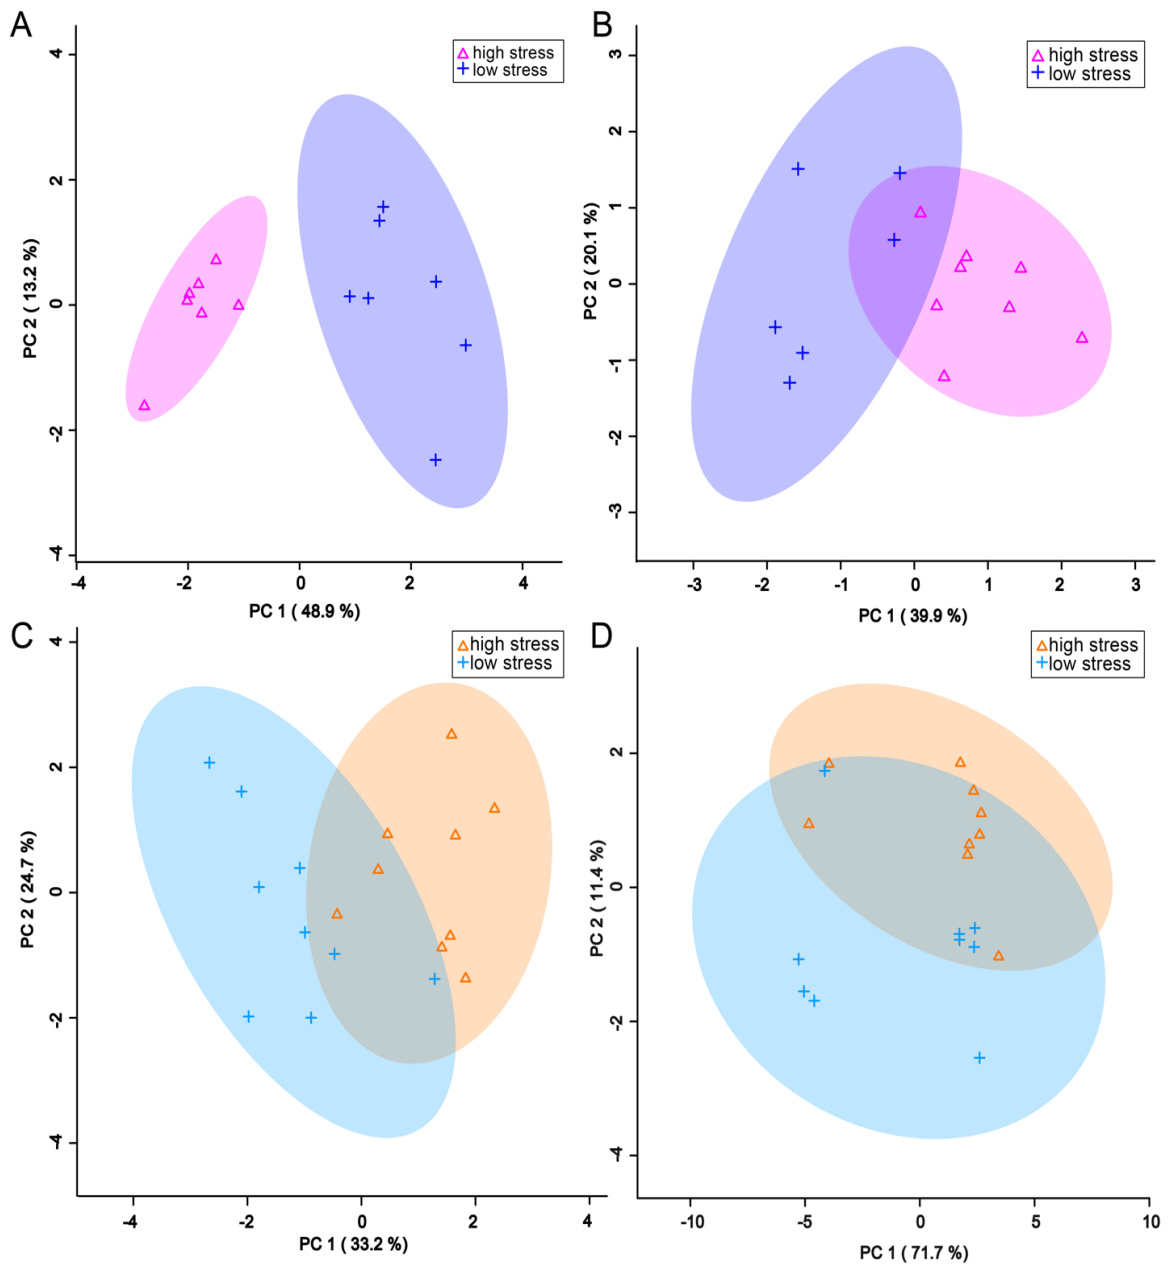 A
high stress
low stress
4
2
0
-2
-4
PC 2 ( 13.2 %)
-4
-2
0
2
4
PC 1 ( 48.9 %)
B
high stress
low stress
3
2
1
0
-1
-2
-3
PC 2 ( 20.1 %)
-3
-2
-1
0
1
2
3
PC 1 ( 39.9 %)
C
high stress
low stress
4
2
0
-2
-4
PC 2 ( 24.7 %)
-4
-2
0
2
4
PC 1 ( 33.2 %)
D
high stress
low stress
2
0
-2
-4
PC 2 ( 11.4 %)
-10
-5
0
5
10
PC 1 ( 71.7 %)